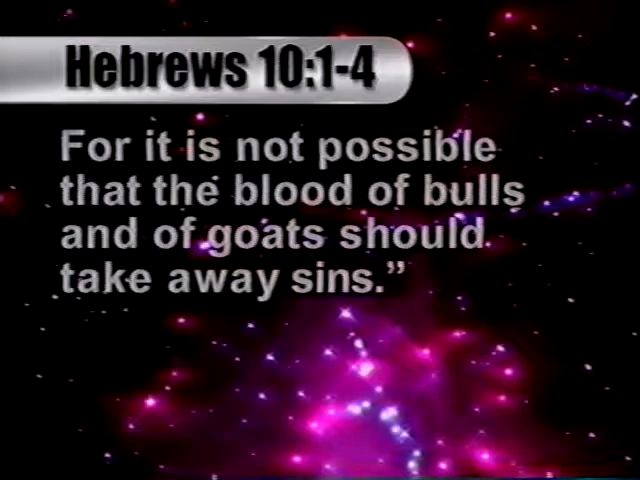 Hebrews 10:1-4
For it is not possible
that the blood of bulls
and of goats should
take away sins.”